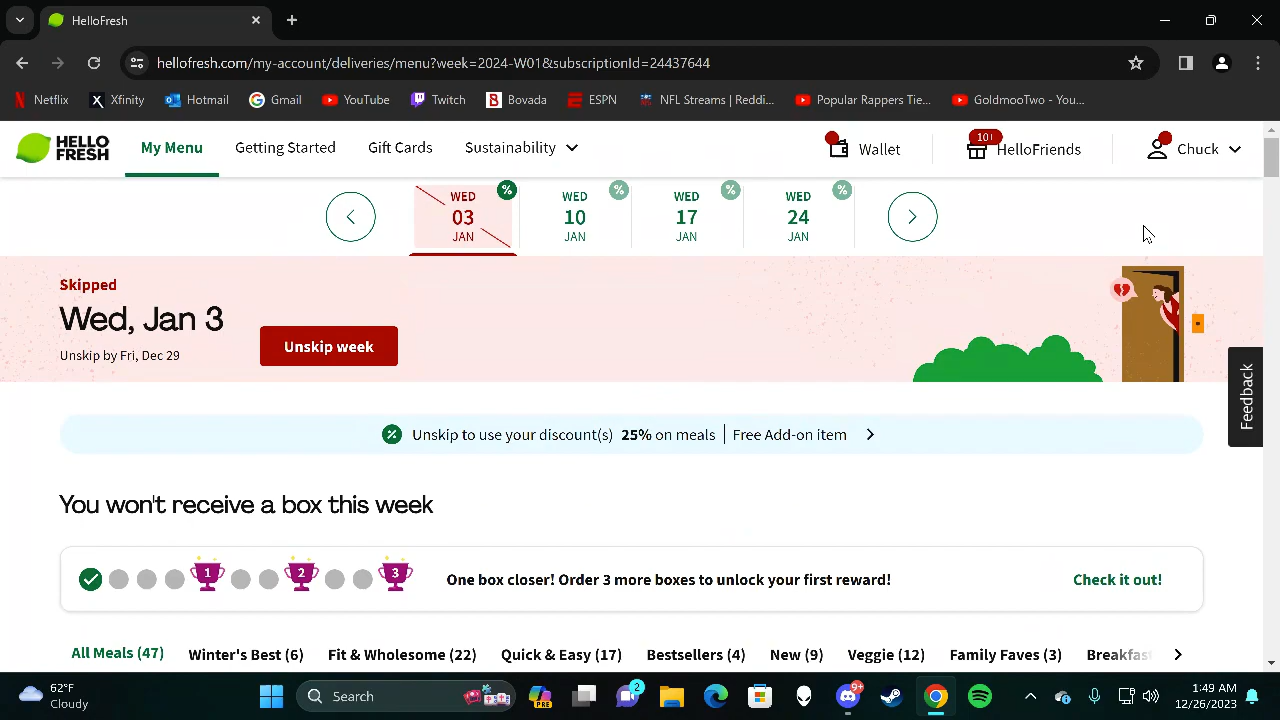 HelloFresh
hellofresh.com/my-account/deliveries/menu?week=2024-W01&subscriptionId=24437644
Netflix Xfinity Hotmail Gmail YouTube Twitch Bovada ESPN NFL Streams | Reddi... Popular Rappers Tie... GoldmooTwo - You...
HELLO FRESH My Menu Getting Started Gift Cards Sustainability Wallet 10+ HelloFriends Chuck
WED WED WED WED
03 10 17 24
JAN JAN JAN JAN
Skipped
Wed, Jan 3
Unskip by Fri, Dec 29
Unskip week
Feedback
Unskip to use your discount(s) 25% on meals | Free Add-on item
You won't receive a box this week
1 2 3 One box closer! Order 3 more boxes to unlock your first reward! Check it out!
All Meals (47) Winter's Best (6) Fit & Wholesome (22) Quick & Easy (17) Bestsellers (4) New (9) Veggie (12) Family Faves (3) Breakfas
62°F
Cloudy
Search
PRE
2
9+
1:49 AM
12/26/2023